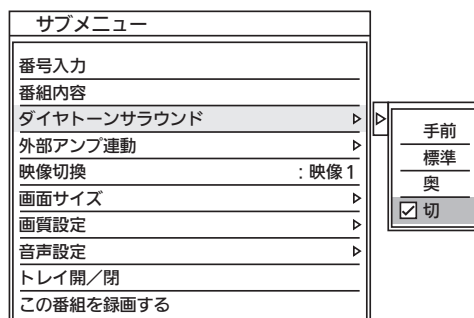 サブメニュー
番号入力
番組内容
ダイヤトーンサラウンド
外部アンプ連動
映像切換 :映像1
画面サイズ
画質設定
音声設定
トレイ開/閉
この番組を録画する
手前
標準
奥
切